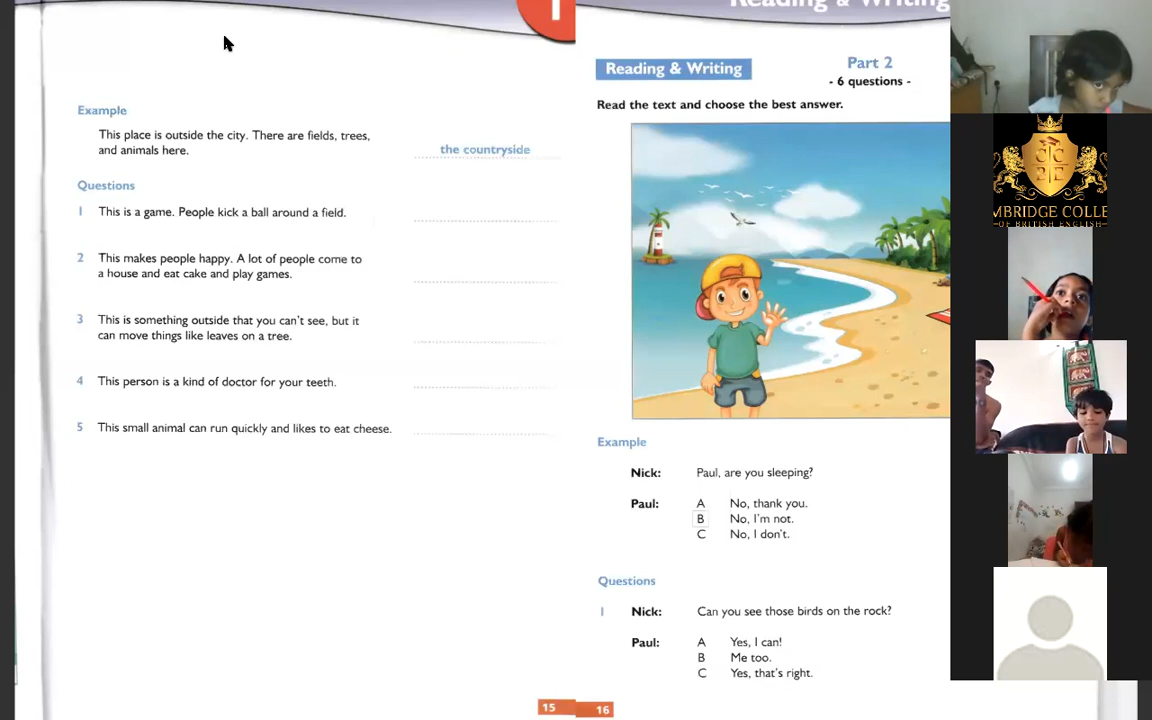 Example
This place is outside the city. There are fields, trees,
and animals here.
the countryside
Questions
1 This is a game. People kick a ball around a field.
2 This makes people happy. A lot of people come to
a house and eat cake and play games.
3 This is something outside that you can't see, but it
can move things like leaves on a tree.
4 This person is a kind of doctor for your teeth.
5 This small animal can run quickly and likes to eat cheese.
15
1
Reading & Writing
Reading & Writing
Part 2
- 6 questions -
Read the text and choose the best answer.
Example
Nick: Paul, are you sleeping?
Paul: A No, thank you.
B No, I'm not.
C No, I don't.
Questions
1 Nick: Can you see those birds on the rock?
Paul: A Yes, I can!
B Me too.
C Yes, that's right.
16
MBRIDGE COLLE
OF BRITISH ENGLISH